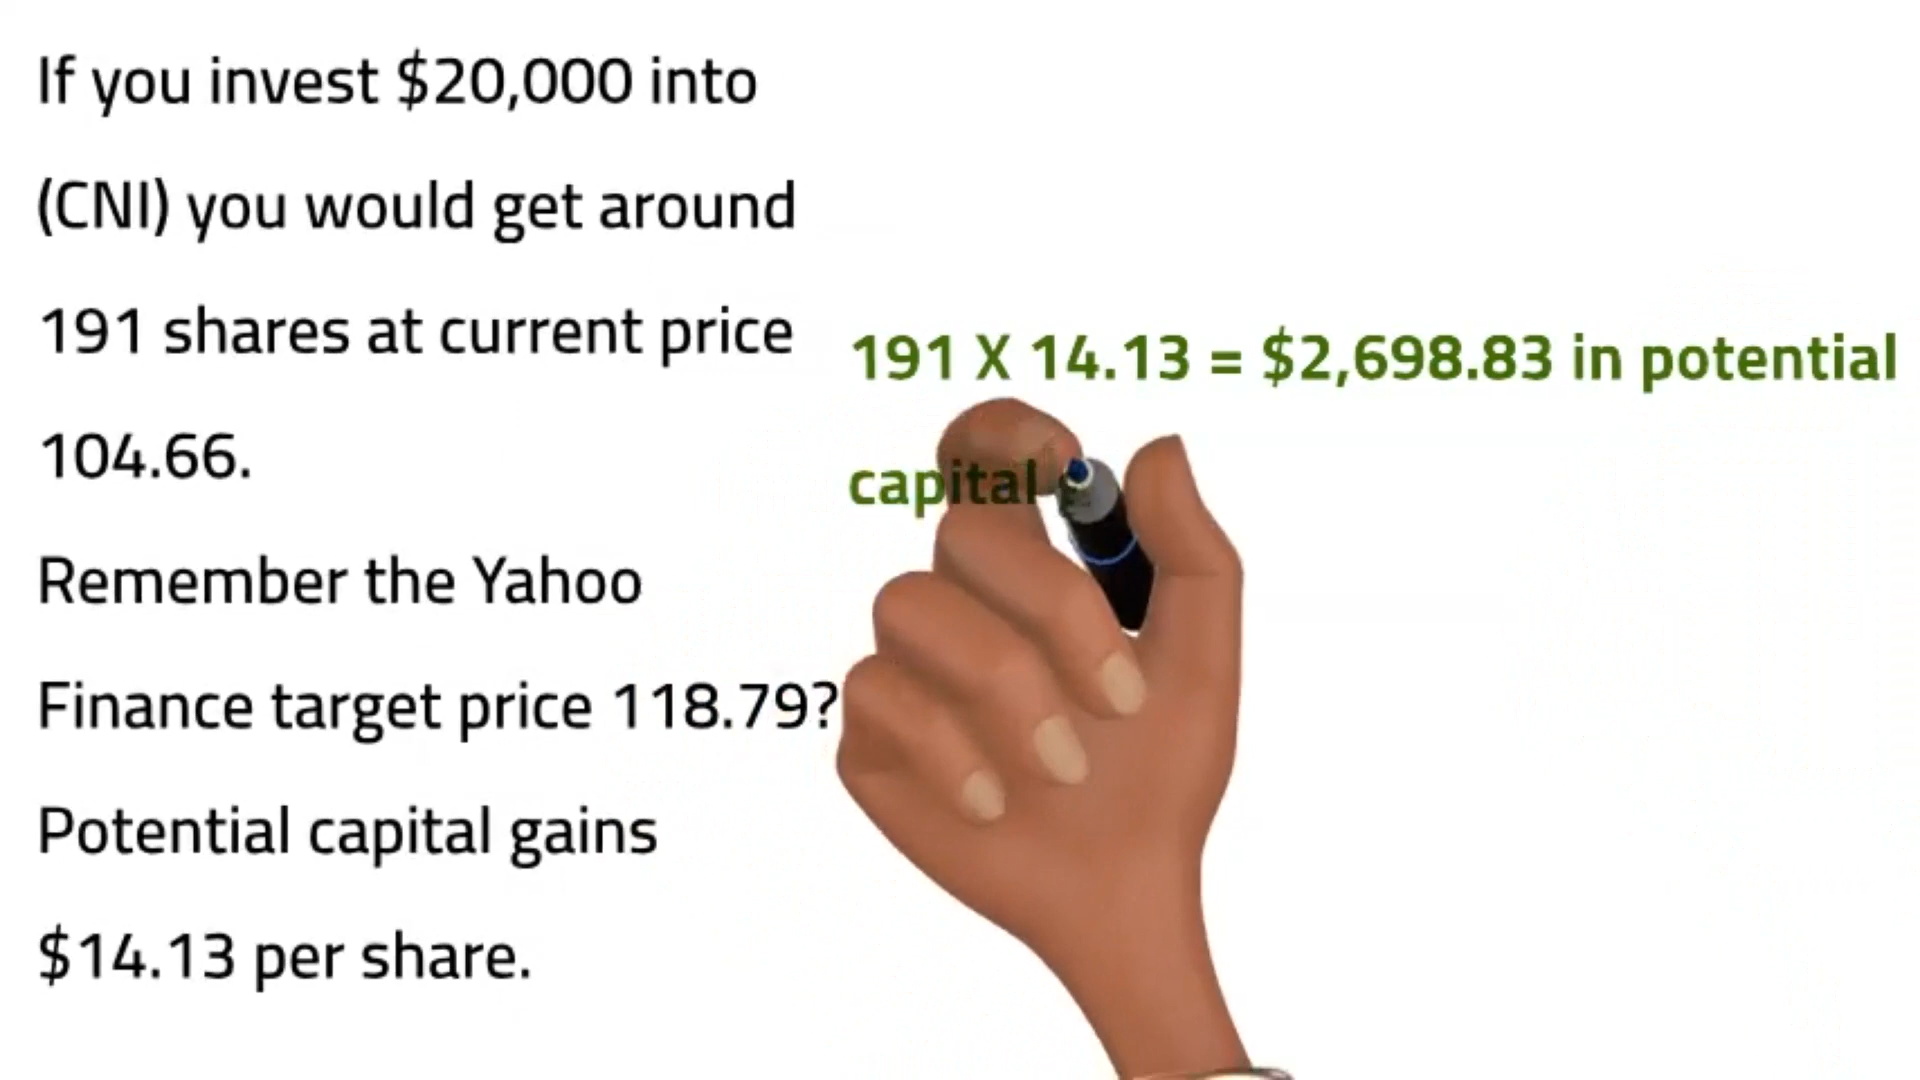 If you invest $20,000 into
(CNI) you would get around
191 shares at current price
104.66.
Remember the Yahoo
Finance target price 118.79?
Potential capital gains
$14.13 per share.
191 X 14.13 = $2,698.83 in potential
capital